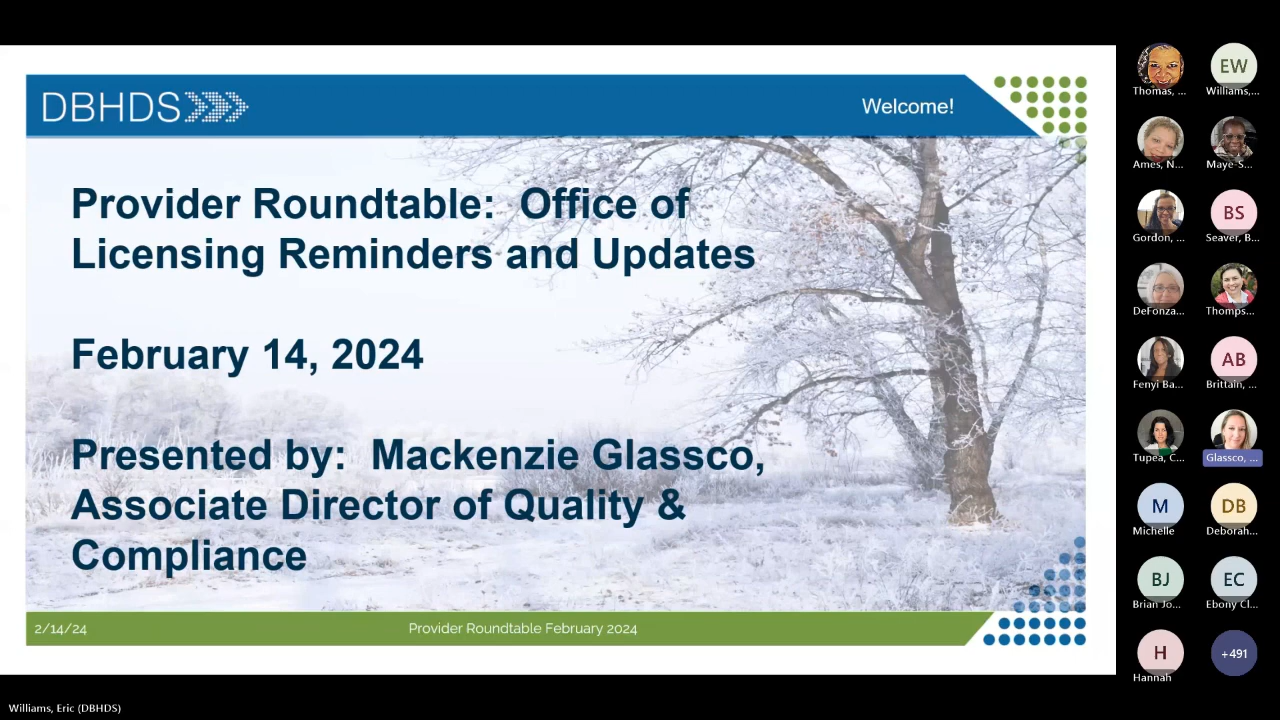 DBHDS
Welcome!
Provider Roundtable: Office of
Licensing Reminders and Updates
February 14, 2024
Presented by: Mackenzie Glassco,
Associate Director of Quality &
Compliance
2/14/24
Provider Roundtable February 2024
Williams, Eric (DBHDS)
Thomas, ...
EW
Williams,...
Ames, N...
Maye-S...
Gordon, ...
BS
Seaver, B...
DeFonza...
Thomps...
Fenyi Ba...
AB
Brittain, ...
Tupea, C...
Glassco, ...
M
Michelle
DB
Deborah...
BJ
Brian Jo...
EC
Ebony Cl...
H
Hannah
+491